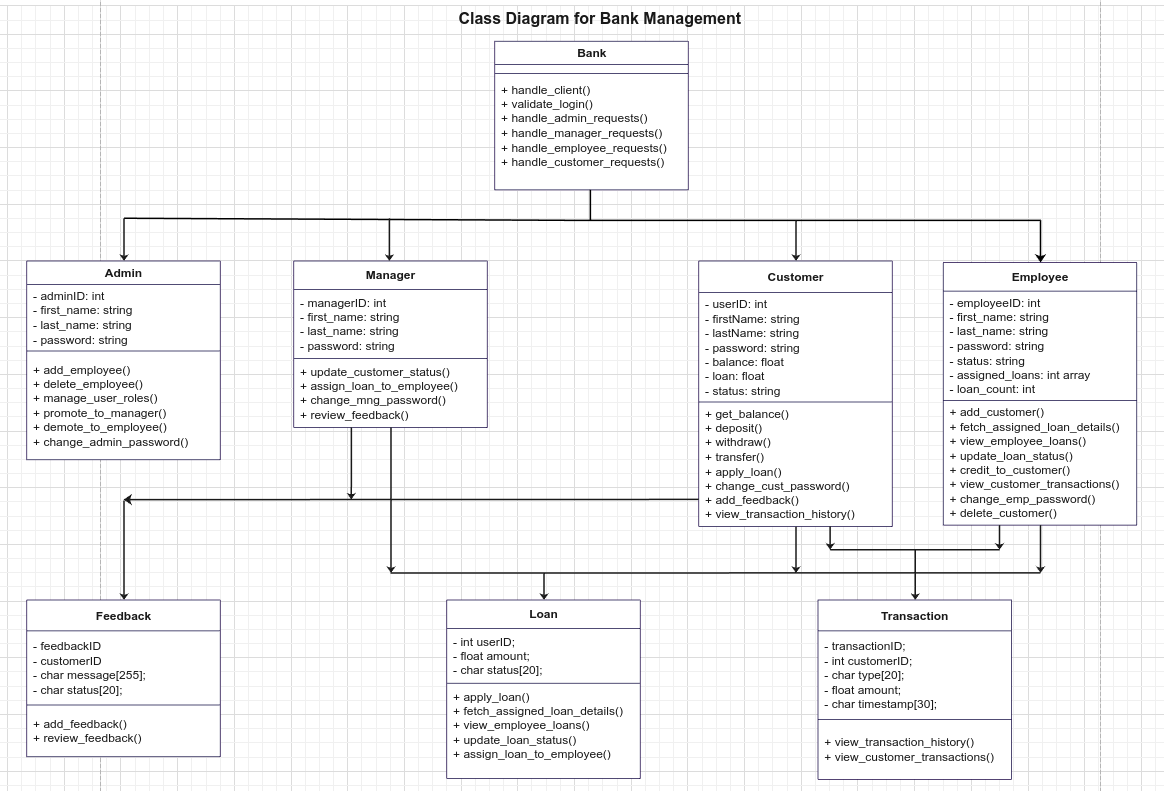 Class Diagram for Bank Management
Bank
+ handle_client()
+ validate_login()
+ handle_admin_requests()
+ handle_manager_requests()
+ handle_employee_requests()
+ handle_customer_requests()
Admin
- adminID: int
- first_name: string
- last_name: string
- password: string
+ add_employee()
+ delete_employee()
+ manage_user_roles()
+ promote_to_manager()
+ demote_to_employee()
+ change_admin_password()
Manager
- managerID: int
- first_name: string
- last_name: string
- password: string
+ update_customer_status()
+ assign_loan_to_employee()
+ change_mng_password()
+ review_feedback()
Customer
- userID: int
- firstName: string
- lastName: string
- password: string
- balance: float
- loan: float
- status: string
+ get_balance()
+ deposit()
+ withdraw()
+ transfer()
+ apply_loan()
+ change_cust_password()
+ add_feedback()
+ view_transaction_history()
Employee
- employeeID: int
- first_name: string
- last_name: string
- password: string
- status: string
- assigned_loans: int array
- loan_count: int
+ add_customer()
+ fetch_assigned_loan_details()
+ view_employee_loans()
+ update_loan_status()
+ credit_to_customer()
+ view_customer_transactions()
+ change_emp_password()
+ delete_customer()
Feedback
- feedbackID
- customerID
- char message[255];
- char status[20];
+ add_feedback()
+ review_feedback()
Loan
- int userID;
- float amount;
- char status[20];
+ apply_loan()
+ fetch_assigned_loan_details()
+ view_employee_loans()
+ update_loan_status()
+ assign_loan_to_employee()
Transaction
- transactionID;
- int customerID;
- char type[20];
- float amount;
- char timestamp[30];
+ view_transaction_history()
+ view_customer_transactions()